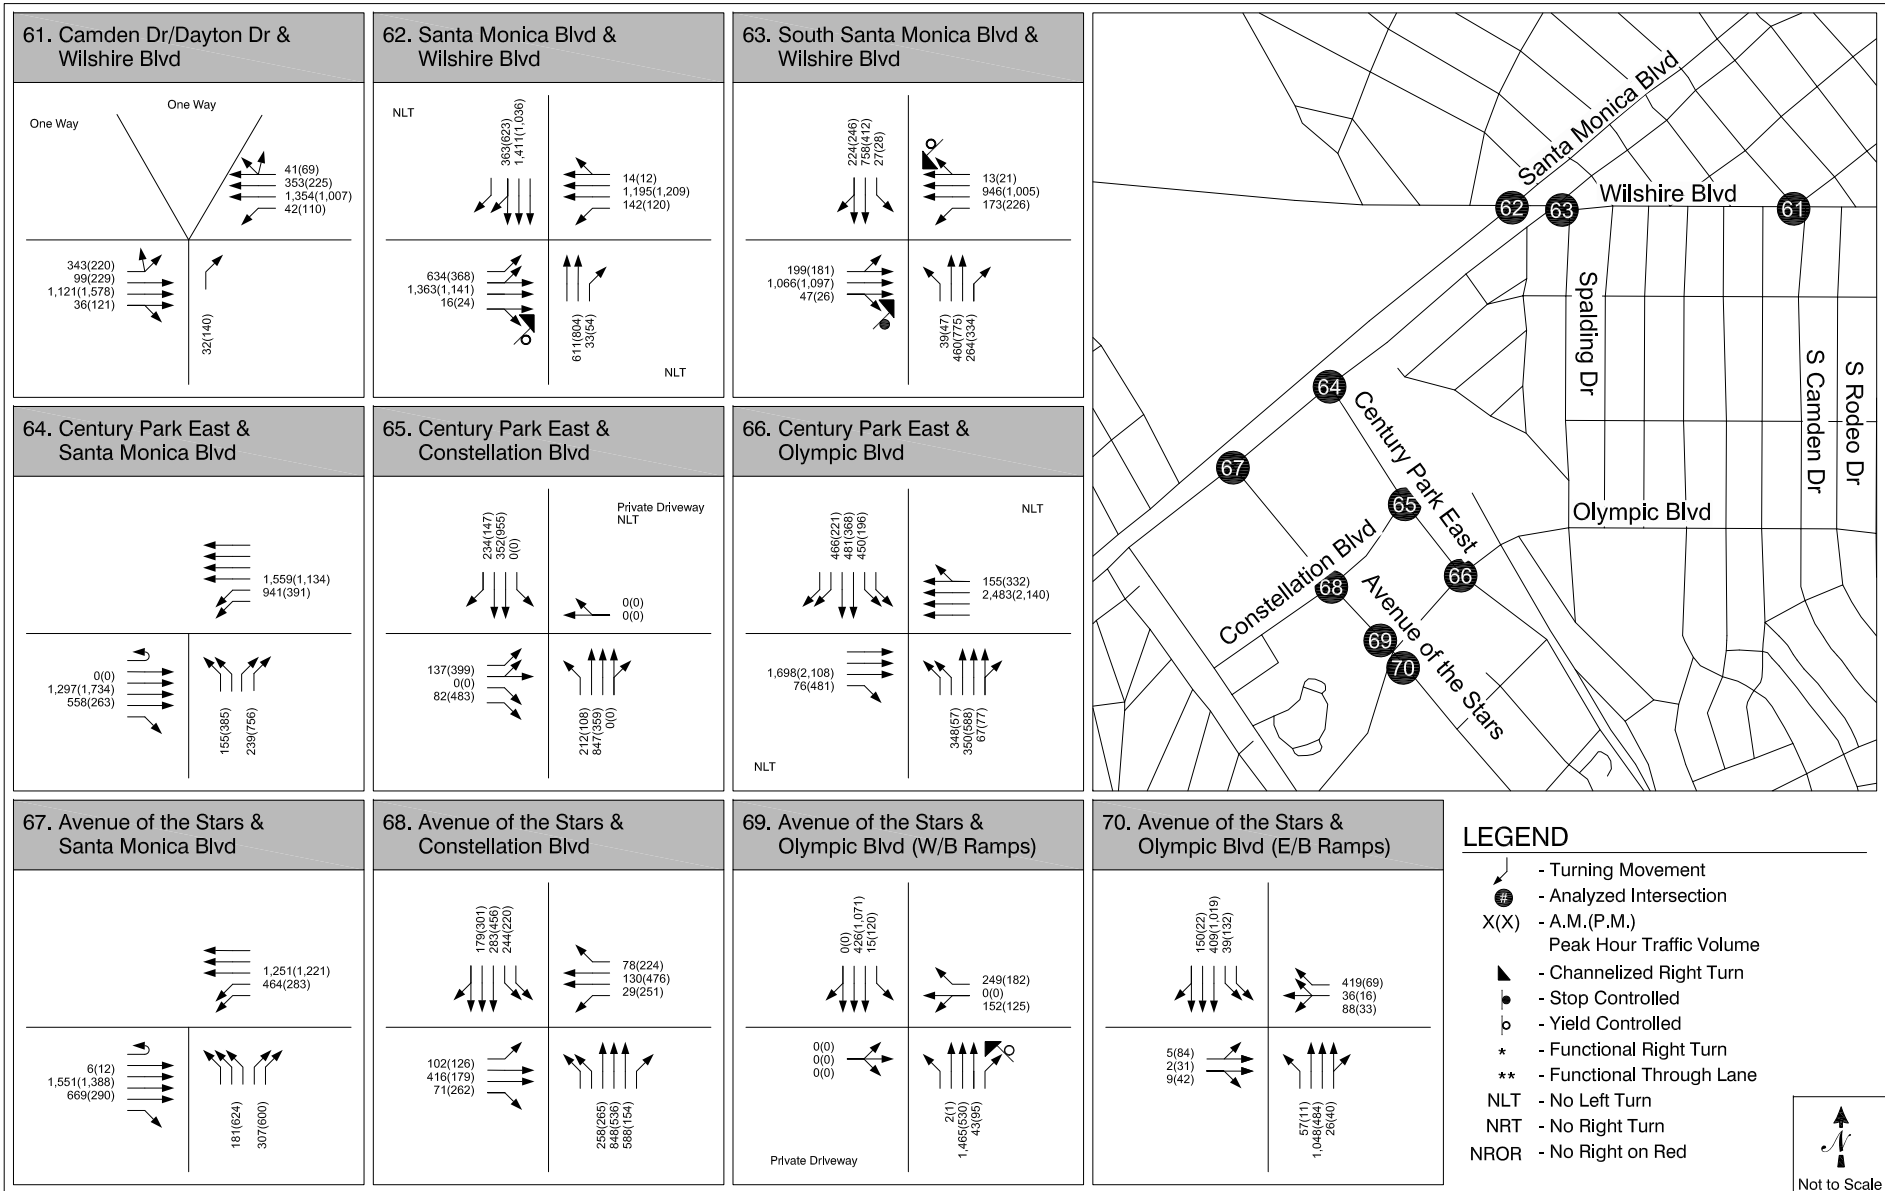 61. Camden Dr/Dayton Dr &
Wilshire Blvd
One Way
One Way
41(69)
353(225)
1,354(1,007)
42(110)
343(220)
99(229)
1,121(1,578)
36(121)
32(140)
62. Santa Monica Blvd &
Wilshire Blvd
NLT
363(623)
1,411(1,036)
14(12)
1,195(1,209)
142(120)
634(368)
1,363(1,141)
16(24)
611(804)
33(54)
NLT
63. South Santa Monica Blvd &
Wilshire Blvd
224(246)
758(412)
27(28)
13(21)
946(1,005)
173(226)
199(181)
1,066(1,097)
47(26)
39(47)
460(775)
264(334)
64. Century Park East &
Santa Monica Blvd
1,559(1,134)
941(391)
0(0)
1,297(1,734)
558(263)
155(385)
239(756)
65. Century Park East &
Constellation Blvd
Private Driveway
NLT
234(147)
352(955)
0(0)
0(0)
0(0)
137(399)
0(0)
82(483)
212(108)
847(359)
0(0)
66. Century Park East &
Olympic Blvd
NLT
466(221)
481(368)
450(196)
155(332)
2,483(2,140)
1,698(2,108)
76(481)
348(57)
350(588)
67(77)
NLT
67. Avenue of the Stars &
Santa Monica Blvd
1,251(1,221)
464(283)
6(12)
1,551(1,388)
669(290)
181(624)
307(600)
68. Avenue of the Stars &
Constellation Blvd
179(301)
283(456)
244(220)
78(224)
130(476)
29(251)
102(126)
416(179)
71(262)
258(265)
848(536)
588(154)
69. Avenue of the Stars &
Olympic Blvd (W/B Ramps)
0(0)
426(1,071)
15(120)
249(182)
0(0)
152(125)
0(0)
0(0)
0(0)
2(1)
1,465(530)
43(95)
Private Driveway
70. Avenue of the Stars &
Olympic Blvd (E/B Ramps)
150(22)
409(1,019)
39(132)
419(69)
36(16)
88(33)
5(84)
2(31)
9(42)
57(11)
1,048(484)
26(40)
Santa Monica Blvd
Wilshire Blvd
62
63
61
Spalding Dr
S Camden Dr
S Rodeo Dr
64
Century Park East
67
65
Olympic Blvd
Constellation Blvd
66
68
Avenue of the Stars
69
70
LEGEND
- Turning Movement
# - Analyzed Intersection
X(X) - A.M.(P.M.)
Peak Hour Traffic Volume
- Channelized Right Turn
- Stop Controlled
- Yield Controlled
* - Functional Right Turn
** - Functional Through Lane
NLT - No Left Turn
NRT - No Right Turn
NROR - No Right on Red
N
Not to Scale